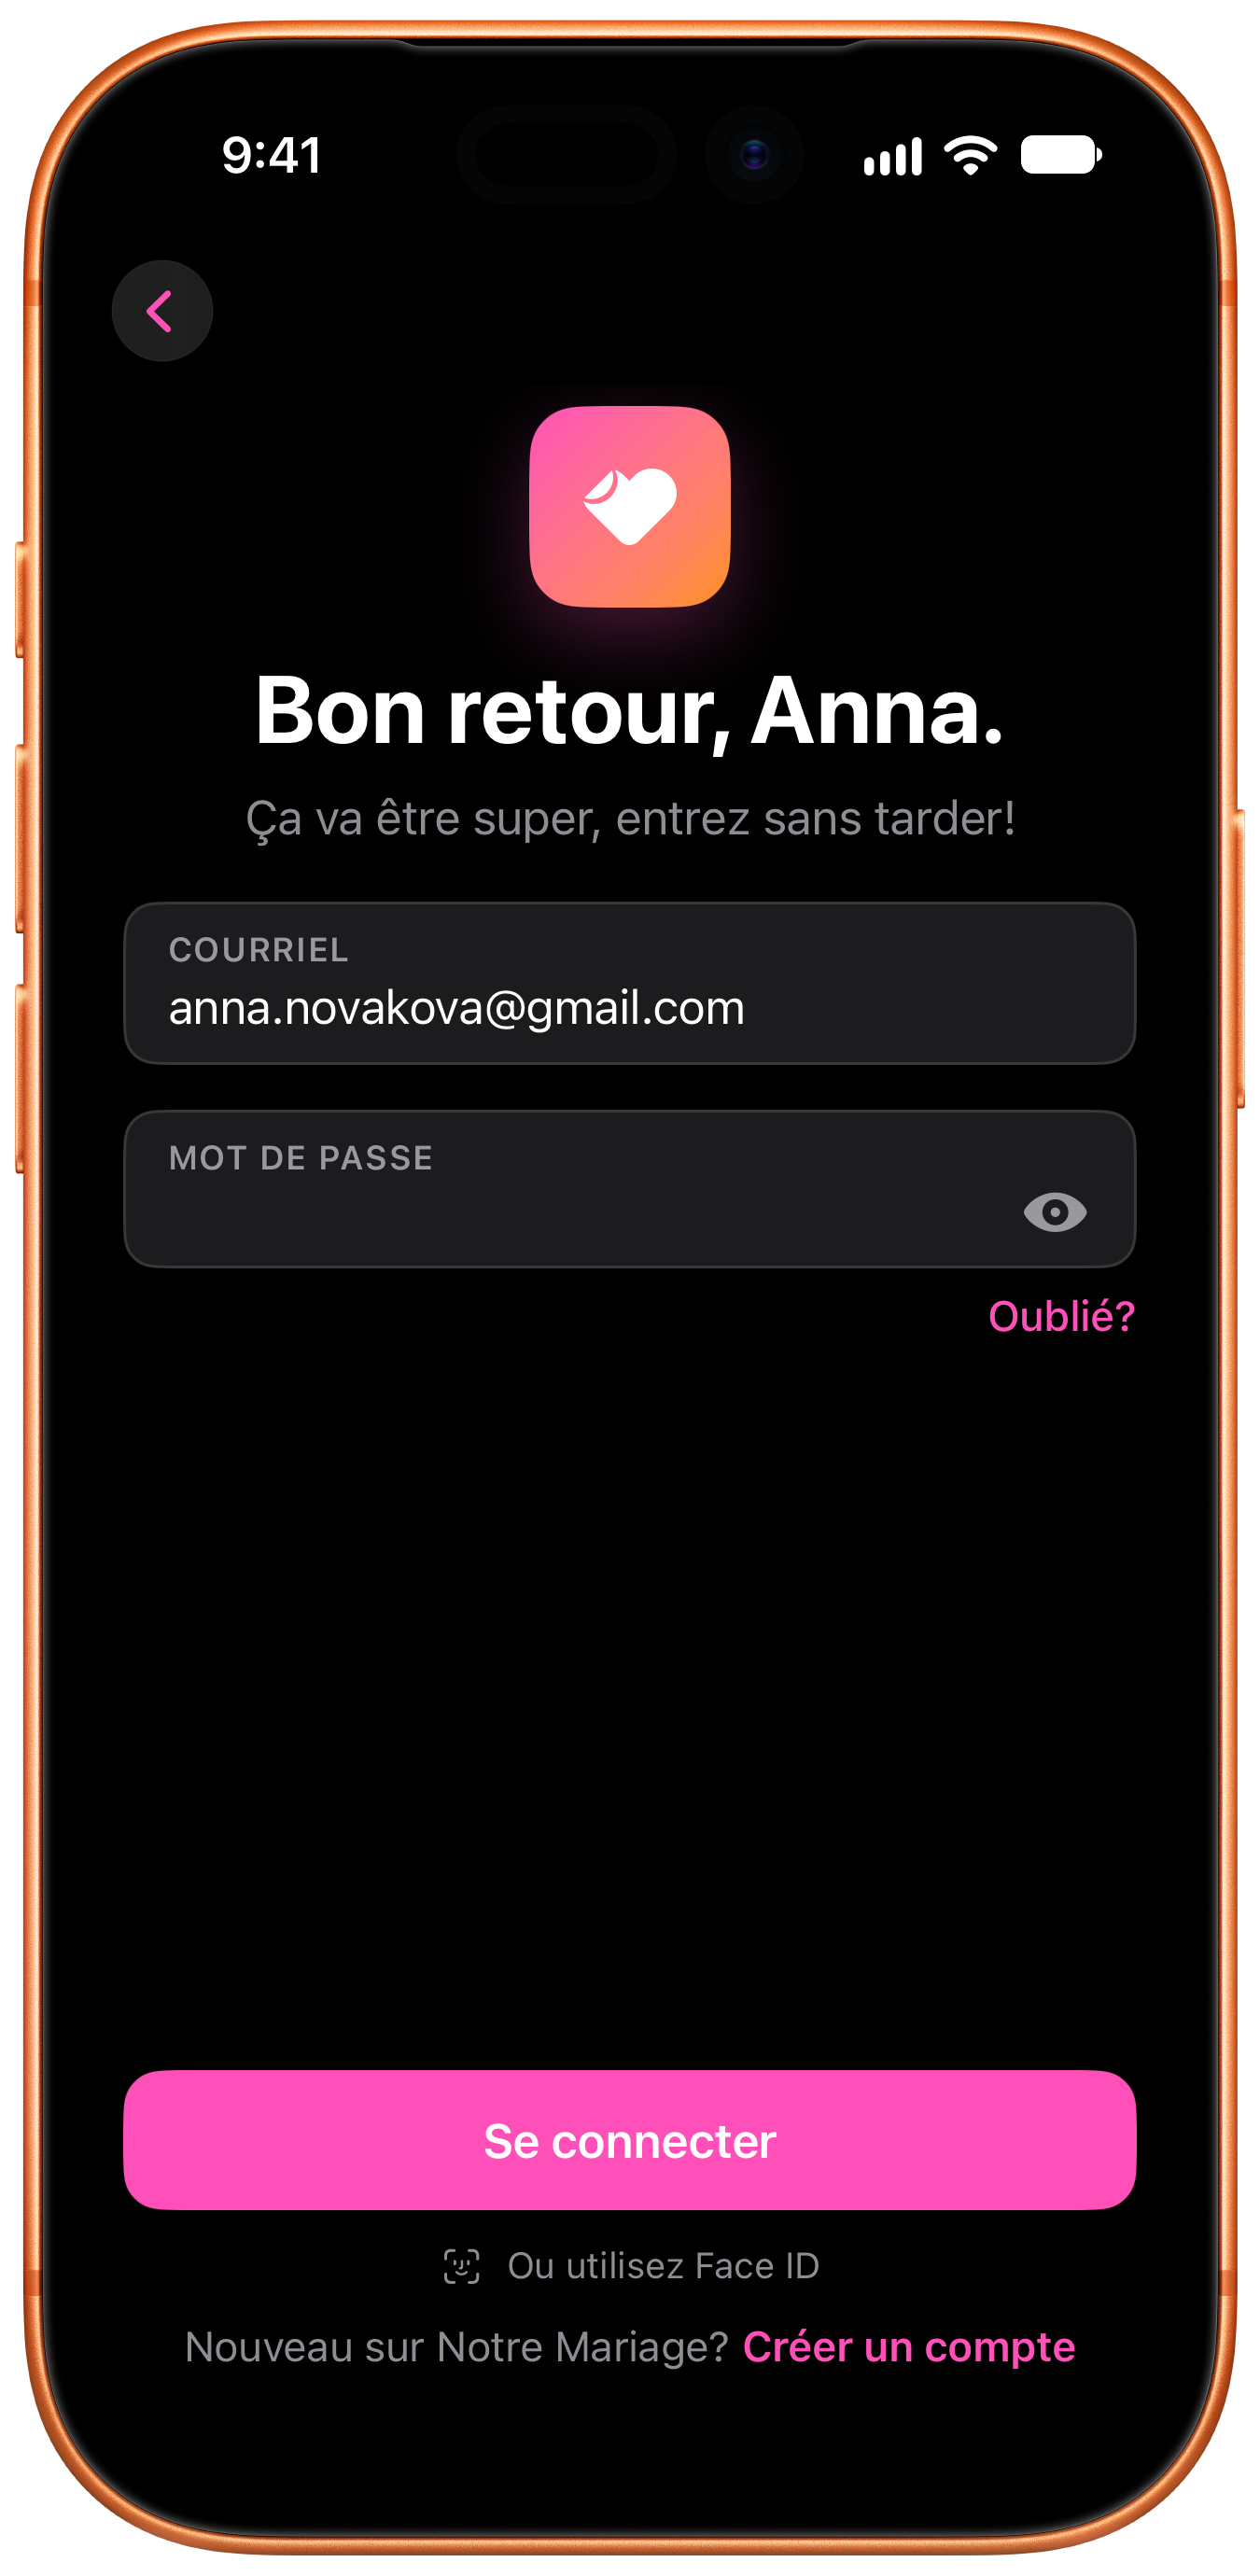 9:41
Bon retour, Anna.
Ça va être super, entrez sans tarder!
COURRIEL
anna.novakova@gmail.com
MOT DE PASSE
Oublié?
Se connecter
Ou utilisez Face ID
Nouveau sur Notre Mariage? Créer un compte